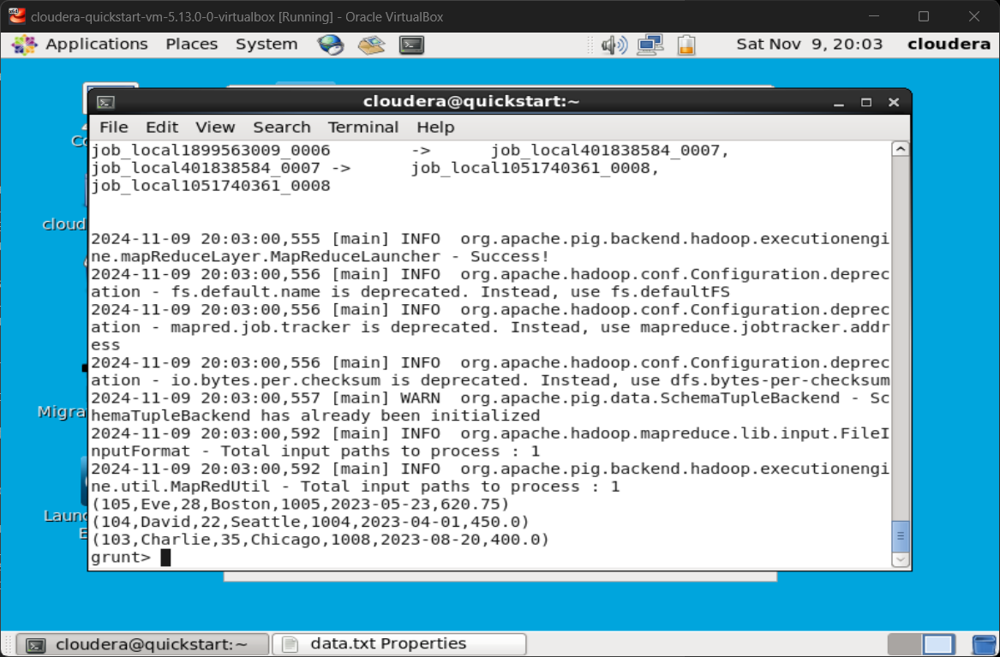 cloudera-quickstart-vm-5.13.0-0-virtualbox [Running] - Oracle VirtualBox
Applications Places System Sat Nov 9, 20:03 cloudera
cloudera@quickstart:~
File Edit View Search Terminal Help
Co
cloud
Migra
Laun
E
job_local1899563009_0006 -> job_local401838584_0007,
job_local401838584_0007 -> job_local1051740361_0008,
job_local1051740361_0008
2024-11-09 20:03:00,555 [main] INFO org.apache.pig.backend.hadoop.executionengi
ne.mapReduceLayer.MapReduceLauncher - Success!
2024-11-09 20:03:00,556 [main] INFO org.apache.hadoop.conf.Configuration.deprec
ation - fs.default.name is deprecated. Instead, use fs.defaultFS
2024-11-09 20:03:00,556 [main] INFO org.apache.hadoop.conf.Configuration.deprec
ation - mapred.job.tracker is deprecated. Instead, use mapreduce.jobtracker.addr
ess
2024-11-09 20:03:00,556 [main] INFO org.apache.hadoop.conf.Configuration.deprec
ation - io.bytes.per.checksum is deprecated. Instead, use dfs.bytes-per-checksum
2024-11-09 20:03:00,557 [main] WARN org.apache.pig.data.SchemaTupleBackend - Sc
hemaTupleBackend has already been initialized
2024-11-09 20:03:00,592 [main] INFO org.apache.hadoop.mapreduce.lib.input.FileI
nputFormat - Total input paths to process : 1
2024-11-09 20:03:00,592 [main] INFO org.apache.pig.backend.hadoop.executionengi
ne.util.MapRedUtil - Total input paths to process : 1
(105,Eve,28,Boston,1005,2023-05-23,620.75)
(104,David,22,Seattle,1004,2023-04-01,450.0)
(103,Charlie,35,Chicago,1008,2023-08-20,400.0)
grunt>
cloudera@quickstart:~ data.txt Properties